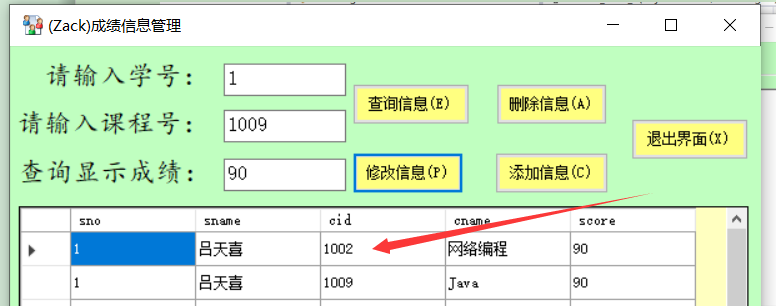 (Zack)成绩信息管理
请输入学号： 1
查询信息(E) 删除信息(A)
请输入课程号： 1009
退出界面(X)
查询显示成绩： 90
修改信息(P) 添加信息(C)
sno sname cid cname score
1 吕天喜 1002 网络编程 90
1 吕天喜 1009 Java 90